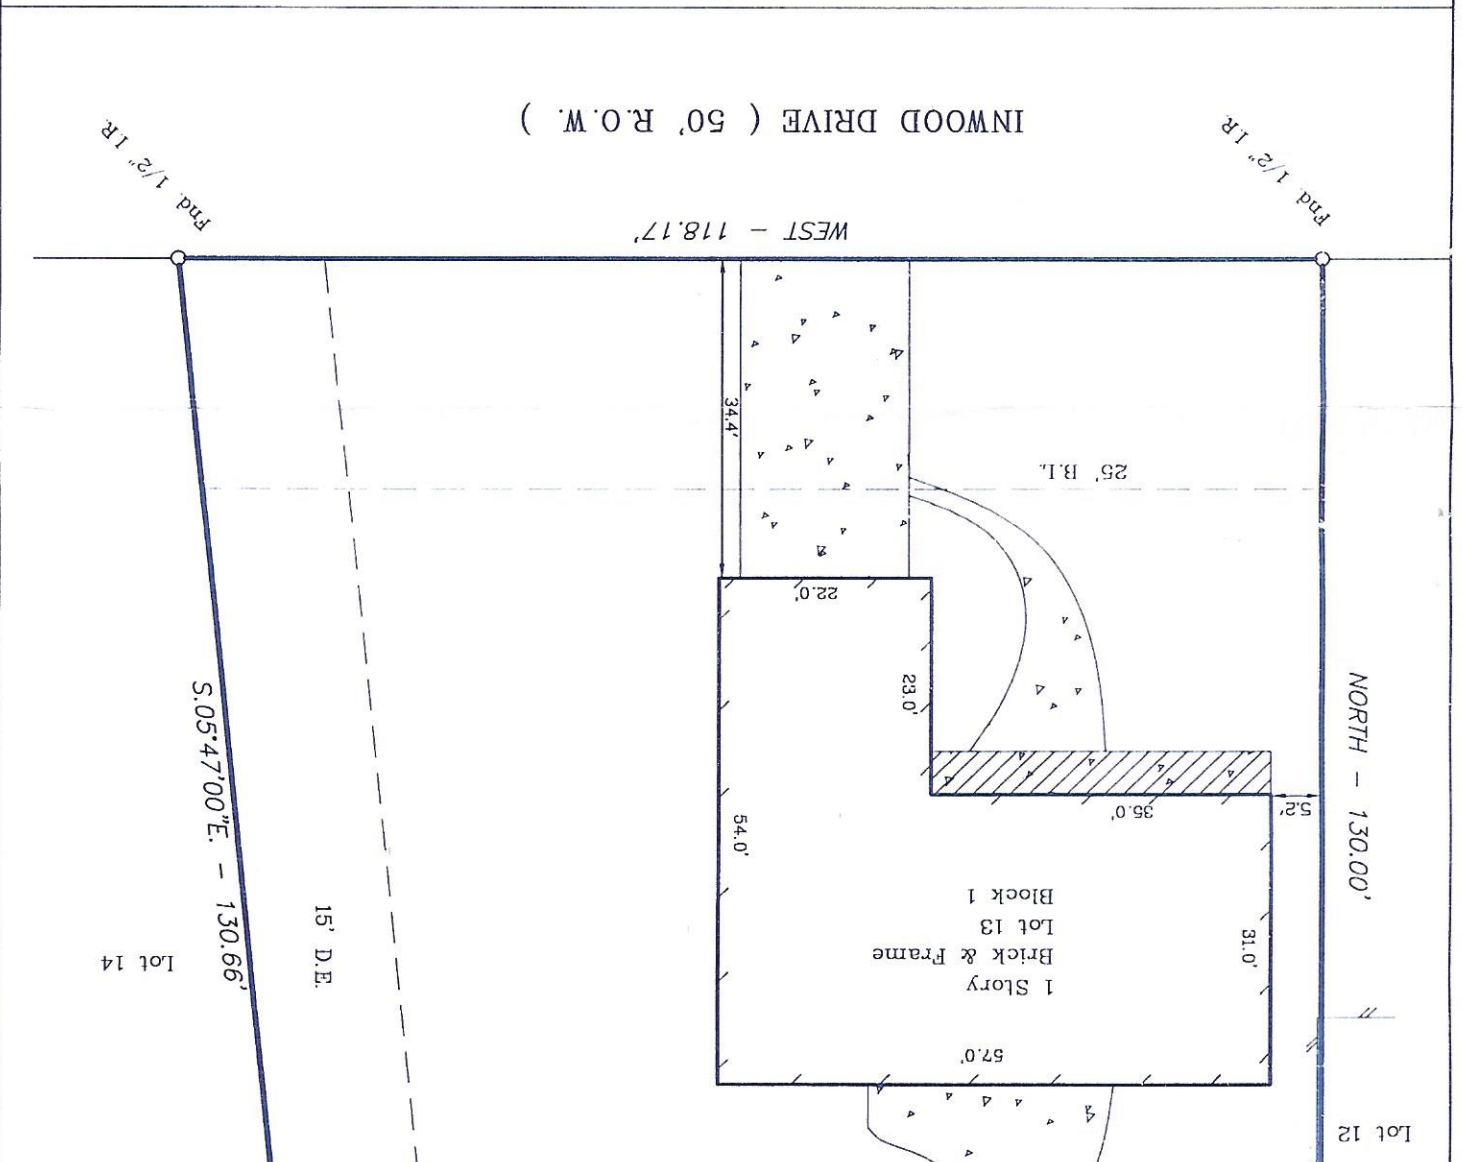 INWOOD DRIVE ( 50' R.O.W. )
Fnd. 1/2" I.R.
Fnd. 1/2" I.R.
WEST - 118.17'
34.4'
25' B.L.
22.0'
23.0'
S.05°47'00"E. - 130.66'
NORTH - 130.00'
35.0'
5.2'
54.0'
1 Story
Brick & Frame
Lot 13
Block 1
31.0'
15' D.E.
Lot 14
57.0'
Lot 12